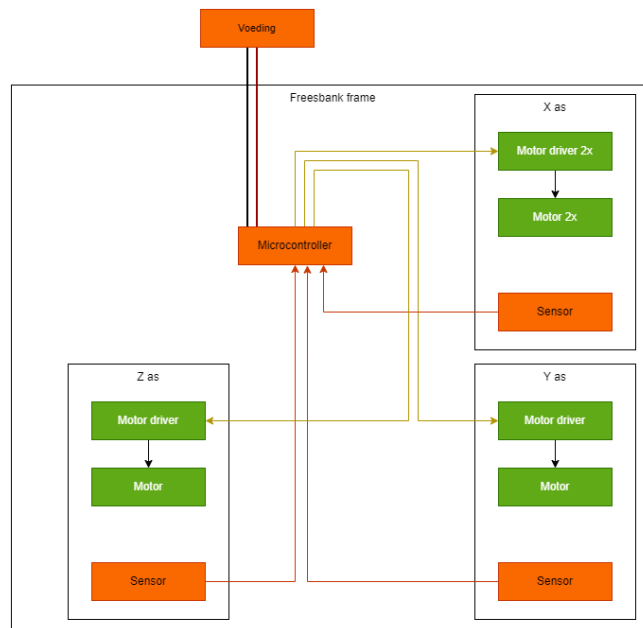 Voeding
Freesbank frame
X as
Motor driver 2x
Motor 2x
Microcontroller
Sensor
Z as
Motor driver
Motor
Sensor
Y as
Motor driver
Motor
Sensor